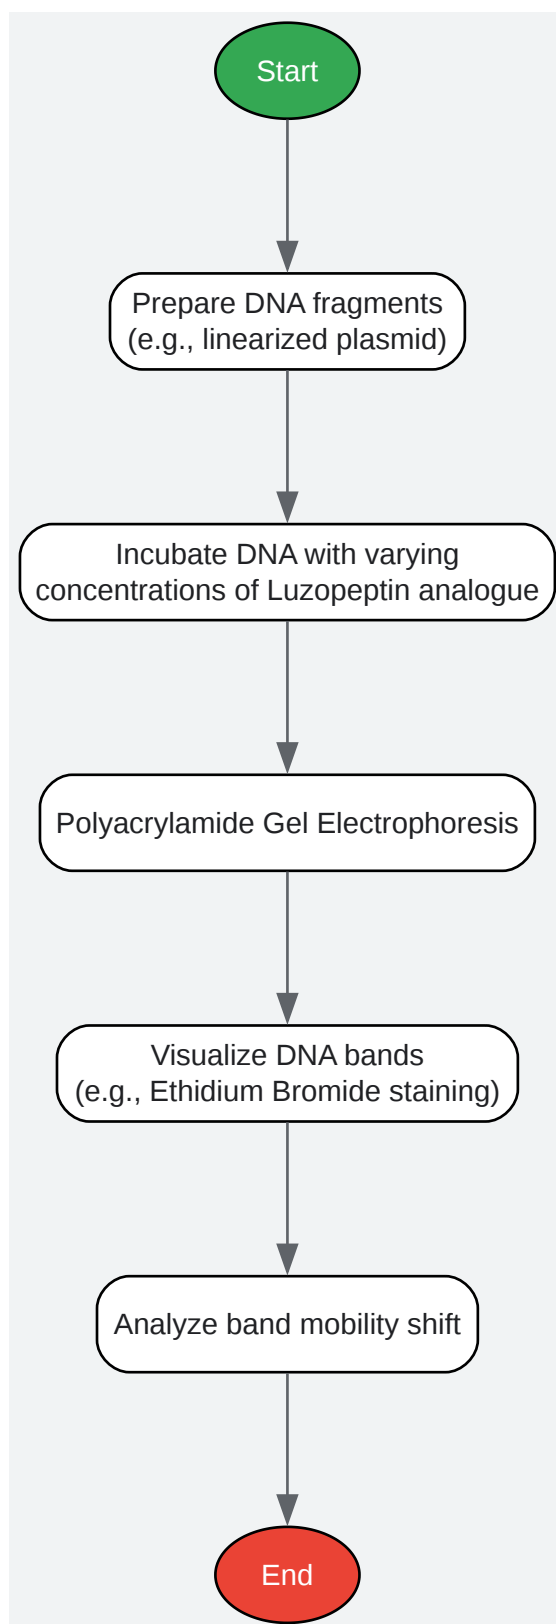 Start
Prepare DNA fragments
(e.g., linearized plasmid)
Incubate DNA with varying
concentrations of Luzopeptin analogue
Polyacrylamide Gel Electrophoresis
Visualize DNA bands
(e.g., Ethidium Bromide staining)
Analyze band mobility shift
End